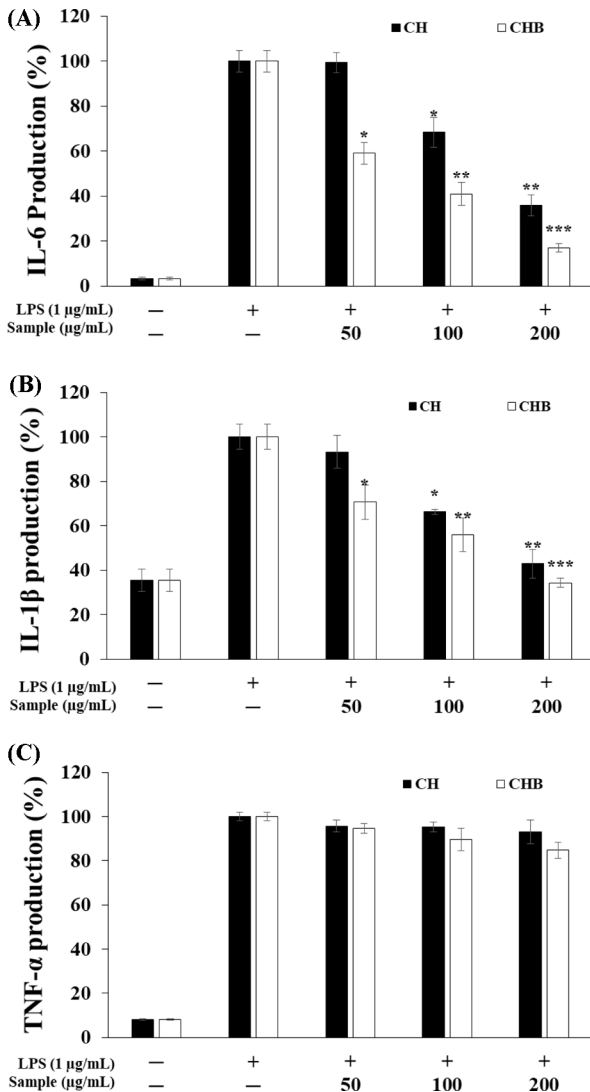 (A)
CH CHB
IL-6 Production (%)
120
100
80
60
40
20
0
*
*
**
**
***
LPS (1 µg/mL) — + + + +
Sample (µg/mL) — — 50 100 200
(B)
CH CHB
IL-1β production (%)
120
100
80
60
40
20
0
*
*
**
**
***
LPS (1 µg/mL) — + + + +
Sample (µg/mL) — — 50 100 200
(C)
CH CHB
TNF-α production (%)
120
100
80
60
40
20
0
LPS (1 µg/mL) — + + + +
Sample (µg/mL) — — 50 100 200